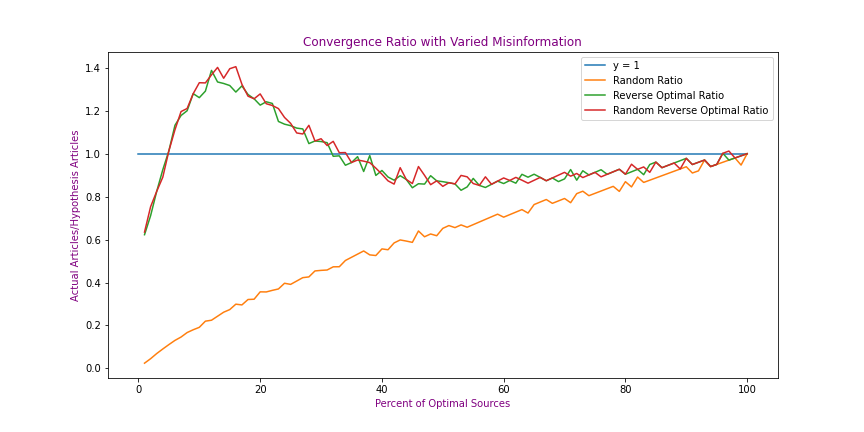 Convergence Ratio with Varied Misinformation
y = 1
Random Ratio
Reverse Optimal Ratio
Random Reverse Optimal Ratio
Actual Articles/Hypothesis Articles
1.4
1.2
1.0
0.8
0.6
0.4
0.2
0.0
0 20 40 60 80 100
Percent of Optimal Sources